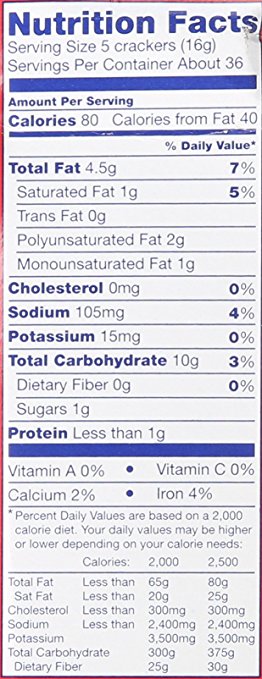 Nutrition Facts
Serving Size 5 crackers (16g)
Servings Per Container About 36
Amount Per Serving
Calories 80 Calories from Fat 40
% Daily Value*
Total Fat 4.5g 7%
Saturated Fat 1g 5%
Trans Fat 0g
Polyunsaturated Fat 2g
Monounsaturated Fat 1g
Cholesterol 0mg 0%
Sodium 105mg 4%
Potassium 15mg 0%
Total Carbohydrate 10g 3%
Dietary Fiber 0g 0%
Sugars 1g
Protein Less than 1g
Vitamin A 0% • Vitamin C 0%
Calcium 2% • Iron 4%
*Percent Daily Values are based on a 2,000
calorie diet. Your daily values may be higher
or lower depending on your calorie needs:
Calories: 2,000 2,500
Total Fat Less than 65g 80g
Sat Fat Less than 20g 25g
Cholesterol Less than 300mg 300mg
Sodium Less than 2,400mg 2,400mg
Potassium 3,500mg 3,500mg
Total Carbohydrate 300g 375g
Dietary Fiber 25g 30g